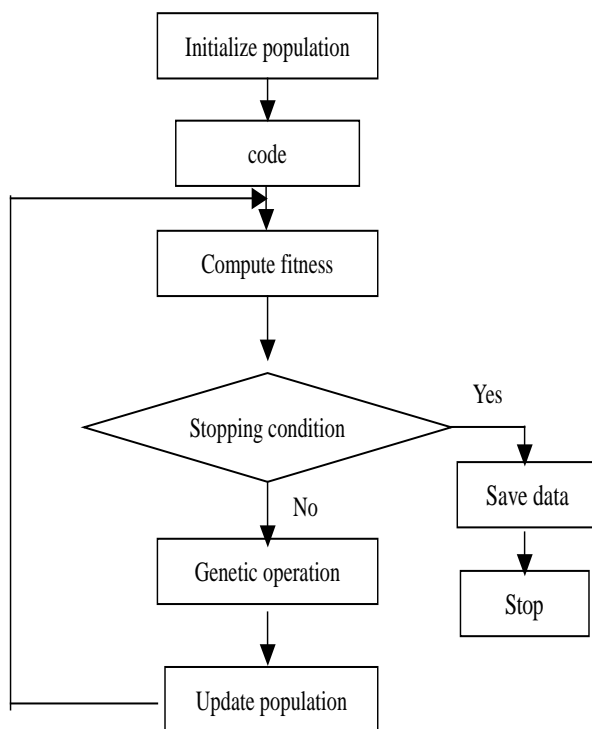 Initialize population
code
Compute fitness
Stopping condition
Yes
No
Save data
Genetic operation
Stop
Update population